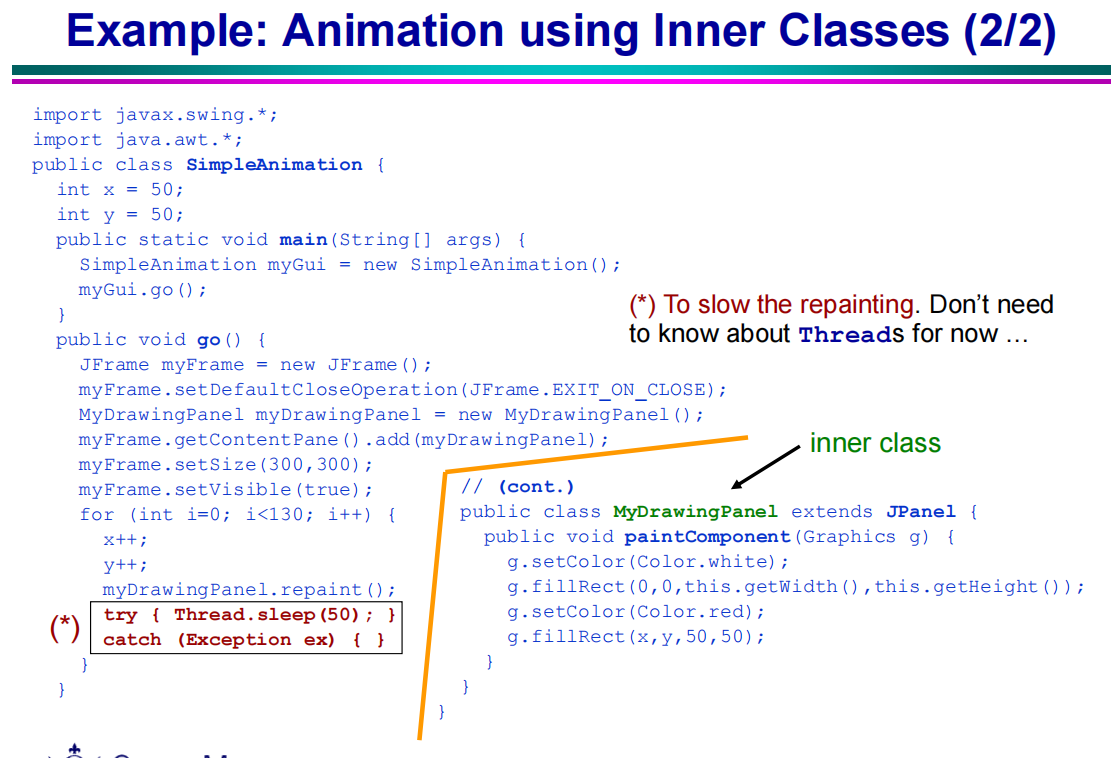 Example: Animation using Inner Classes (2/2)
import javax.swing.*;
import java.awt.*;
public class SimpleAnimation {
  int x = 50;
  int y = 50;
  public static void main(String[] args) {
    SimpleAnimation myGui = new SimpleAnimation();
    myGui.go();
  }
  public void go() {
    JFrame myFrame = new JFrame();
    myFrame.setDefaultCloseOperation(JFrame.EXIT_ON_CLOSE);
    MyDrawingPanel myDrawingPanel = new MyDrawingPanel();
    myFrame.getContentPane().add(myDrawingPanel);
    myFrame.setSize(300,300);
    myFrame.setVisible(true);
    for (int i=0; i<130; i++) {
      x++;
      y++;
      myDrawingPanel.repaint();
(*)
      try { Thread.sleep(50); }
      catch (Exception ex) { }
    }
  }
(*) To slow the repainting. Don't need
to know about Threads for now …
inner class
// (cont.)
public class MyDrawingPanel extends JPanel {
  public void paintComponent(Graphics g) {
    g.setColor(Color.white);
    g.fillRect(0,0,this.getWidth(),this.getHeight());
    g.setColor(Color.red);
    g.fillRect(x,y,50,50);
  }
 }
}